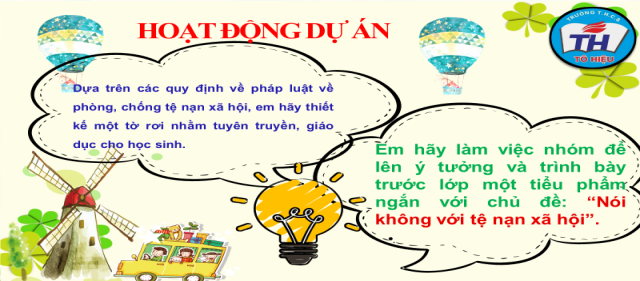 HOẠT ĐỘNG DỰ ÁN
TRƯỜNG T.H.C.S
TH
TÔ HIỆU
Dựa trên các quy định về pháp luật về
phòng, chống tệ nạn xã hội, em hãy thiết
kế một tờ rơi nhằm tuyên truyền, giáo
dục cho học sinh.
Em hãy làm việc nhóm để
lên ý tưởng và trình bày
trước lớp một tiểu phẩm
ngắn với chủ đề: “Nói
không với tệ nạn xã hội”.